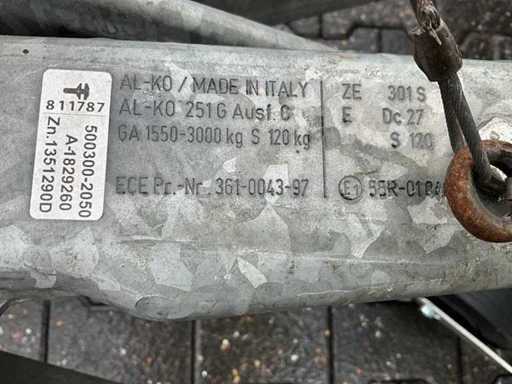 811787
500300-2050
A-1829260
Zn.1351290D
AL-KO / MADE IN ITALY
AL-KO 251 G Ausf. C
GA 1550-3000 kg S 120 kg
ECE Pr.-Nr. 361-0043-97
ZE 301 S
E Dc 27
S 120
E1 55R-01